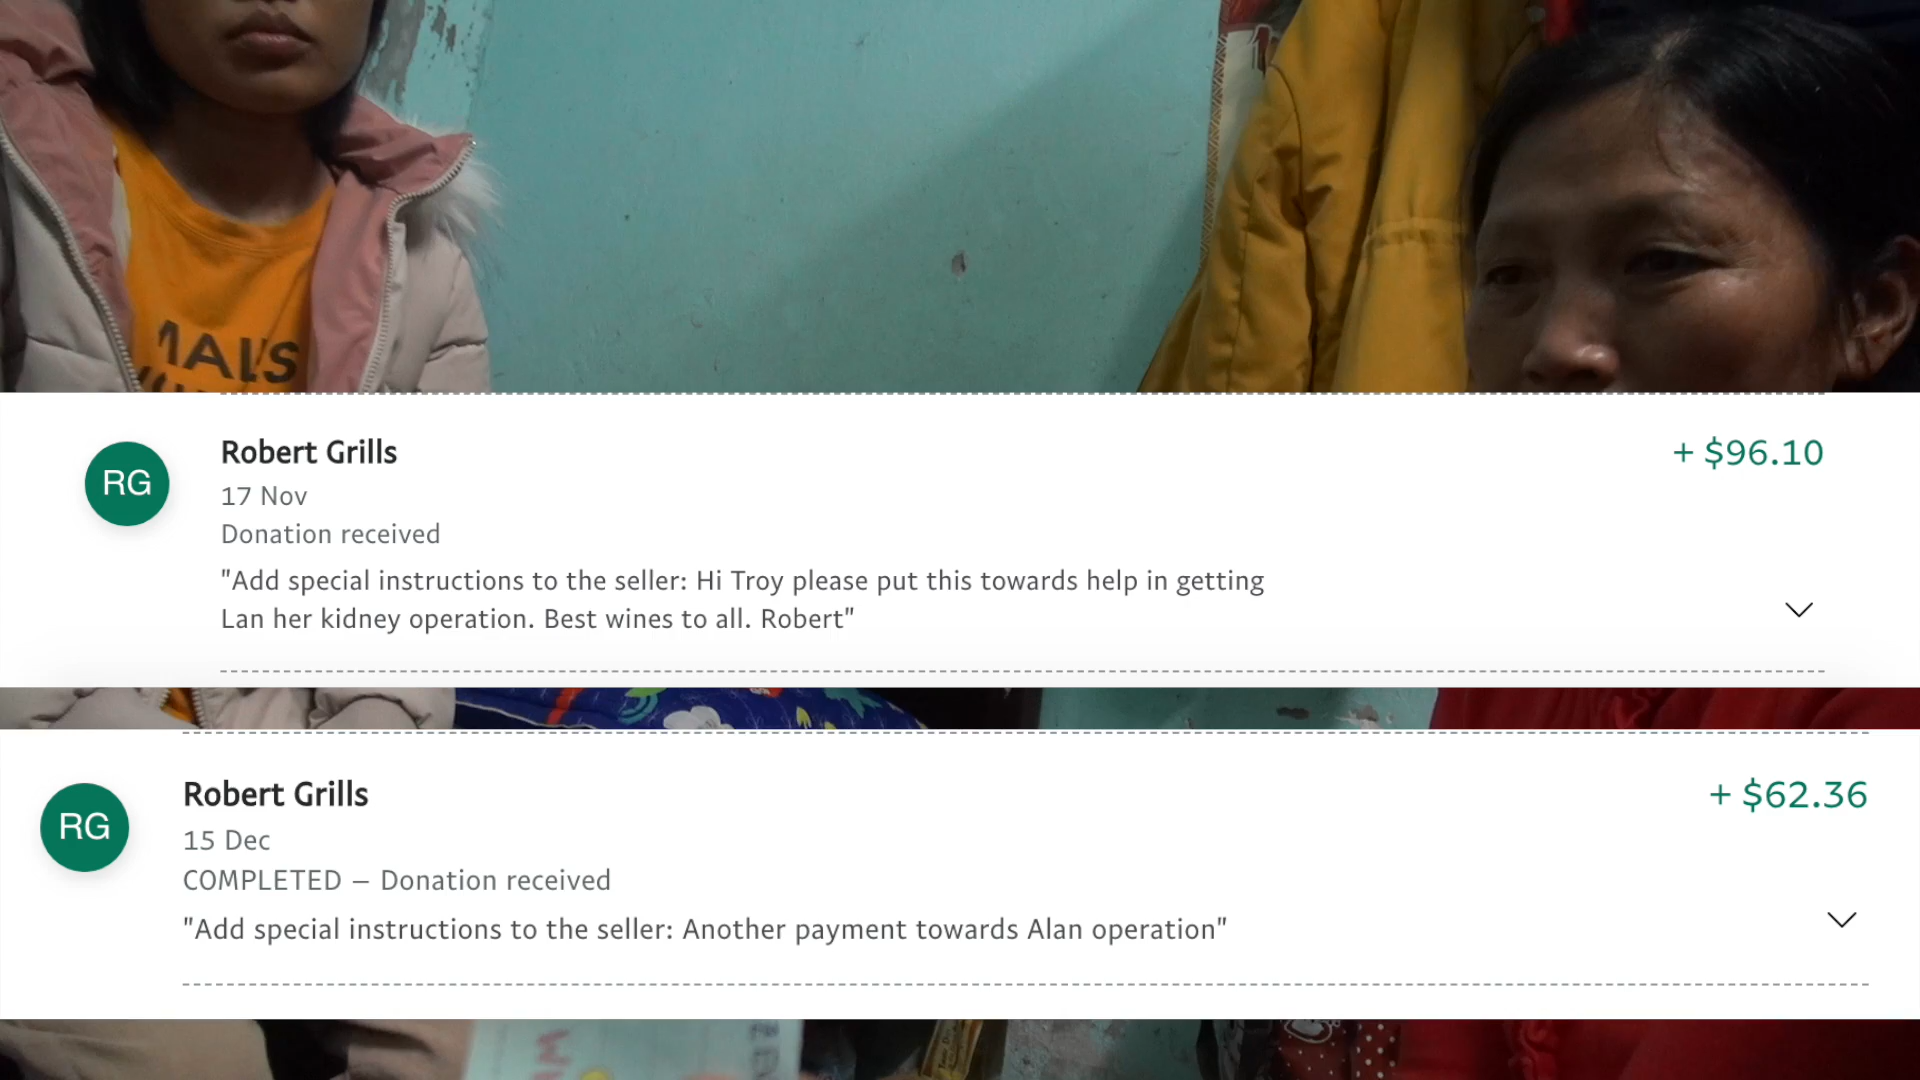 RG
Robert Grills
+ $96.10
17 Nov
Donation received
"Add special instructions to the seller: Hi Troy please put this towards help in getting
Lan her kidney operation. Best wines to all. Robert"
RG
Robert Grills
+ $62.36
15 Dec
COMPLETED – Donation received
"Add special instructions to the seller: Another payment towards Alan operation"